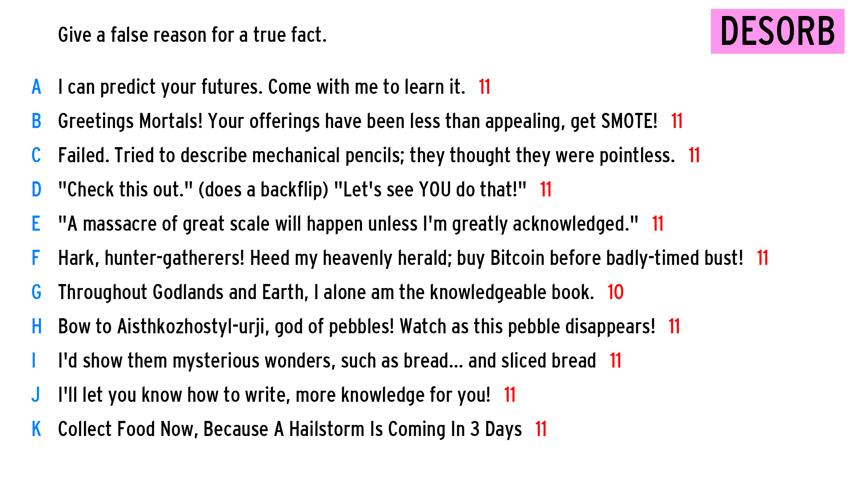 Give a false reason for a true fact.
DESORB
A I can predict your futures. Come with me to learn it. 11
B Greetings Mortals! Your offerings have been less than appealing, get SMOTE! 11
C Failed. Tried to describe mechanical pencils; they thought they were pointless. 11
D "Check this out." (does a backflip) "Let's see YOU do that!" 11
E "A massacre of great scale will happen unless I'm greatly acknowledged." 11
F Hark, hunter-gatherers! Heed my heavenly herald; buy Bitcoin before badly-timed bust! 11
G Throughout Godlands and Earth, I alone am the knowledgeable book. 10
H Bow to Aisthkozhostyl-urji, god of pebbles! Watch as this pebble disappears! 11
I I'd show them mysterious wonders, such as bread... and sliced bread 11
J I'll let you know how to write, more knowledge for you! 11
K Collect Food Now, Because A Hailstorm Is Coming In 3 Days 11